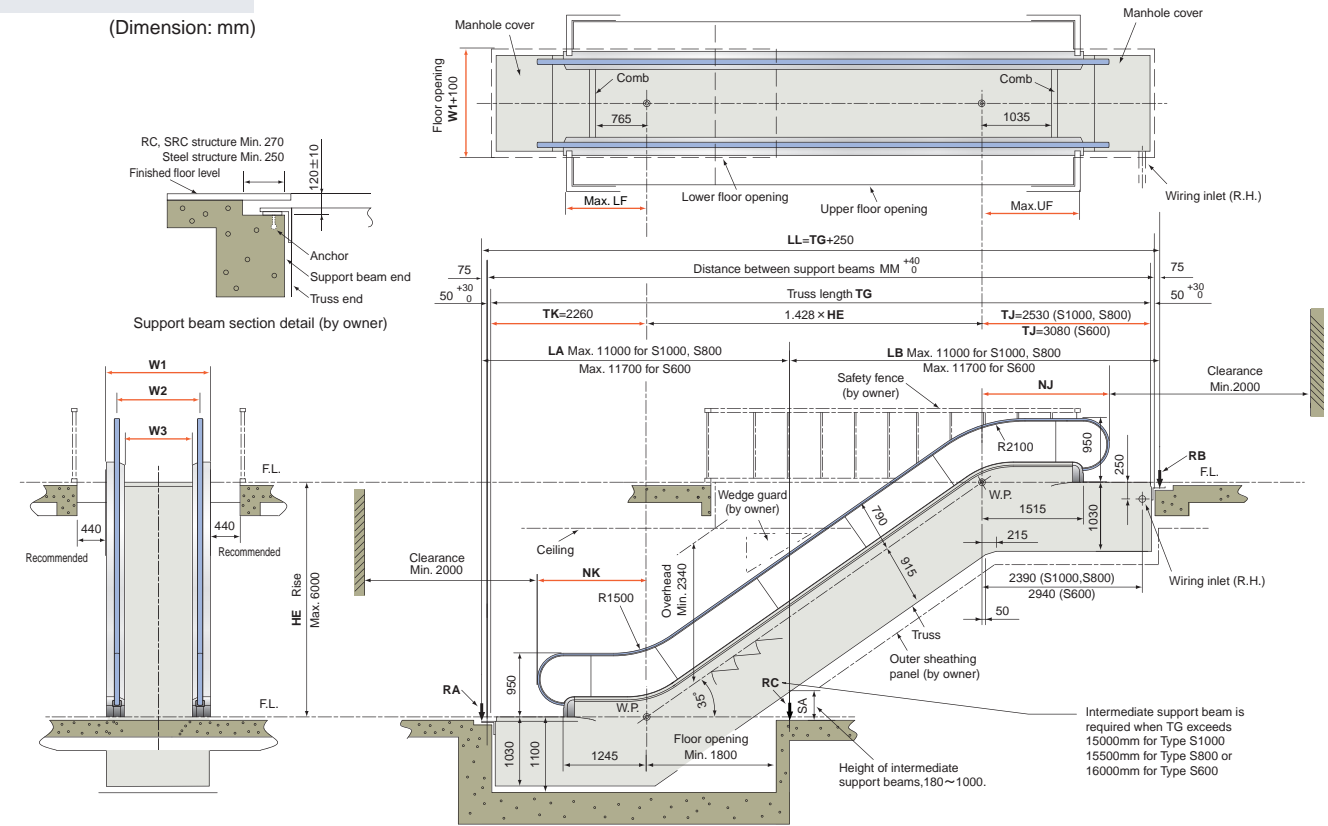 (Dimension: mm)
Manhole cover
Manhole cover
Floor opening
W1+100
Comb
Comb
765
1035
Max. LF
Lower floor opening
Upper floor opening
Max.UF
Wiring inlet (R.H.)
RC, SRC structure Min. 270
Steel structure Min. 250
Finished floor level
120±10
Anchor
Support beam end
Truss end
Support beam section detail (by owner)
LL=TG+250
75
Distance between support beams MM +40 0
75
50 +30 0
Truss length TG
50 +30 0
TK=2260
1.428 × HE
TJ=2530 (S1000, S800)
TJ=3080 (S600)
LA Max. 11000 for S1000, S800
Max. 11700 for S600
LB Max. 11000 for S1000, S800
Max. 11700 for S600
Clearance
Min.2000
Safety fence
(by owner)
NJ
W1
W2
W3
F.L.
440
Recommended
440
Recommended
HE Rise
Max.6000
F.L.
R2100
950
250
RB
F.L.
W.P.
1515
1030
215
2390 (S1000,S800)
2940 (S600)
50
Wiring inlet (R.H.)
Wedge guard
(by owner)
Ceiling
790
915
Clearance
Min. 2000
NK
R1500
Overhead
Min. 2340
Truss
Outer sheathing
panel (by owner)
950
RA
W.P.
35°
RC
SA
1030
1100
1245
Floor opening
Min. 1800
Height of intermediate
support beams,180～1000.
Intermediate support beam is
required when TG exceeds
15000mm for Type S1000
15500mm for Type S800 or
16000mm for Type S600